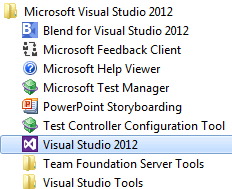 Microsoft Visual Studio 2012
Blend for Visual Studio 2012
Microsoft Feedback Client
Microsoft Help Viewer
Microsoft Test Manager
PowerPoint Storyboarding
Test Controller Configuration Tool
Visual Studio 2012
Team Foundation Server Tools
Visual Studio Tools